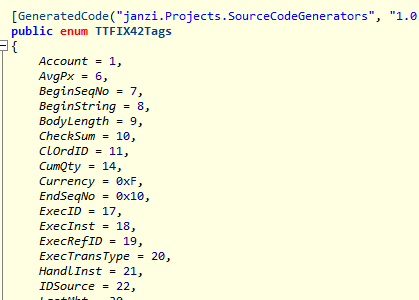 [GeneratedCode("janzi.Projects.SourceCodeGenerators", "1.0
public enum TTFIX42Tags
{
Account = 1,
AvgPx = 6,
BeginSeqNo = 7,
BeginString = 8,
BodyLength = 9,
CheckSum = 10,
ClOrdID = 11,
CumQty = 14,
Currency = 0xF,
EndSeqNo = 0x10,
ExecID = 17,
ExecInst = 18,
ExecRefID = 19,
ExecTransType = 20,
HandlInst = 21,
IDSource = 22,